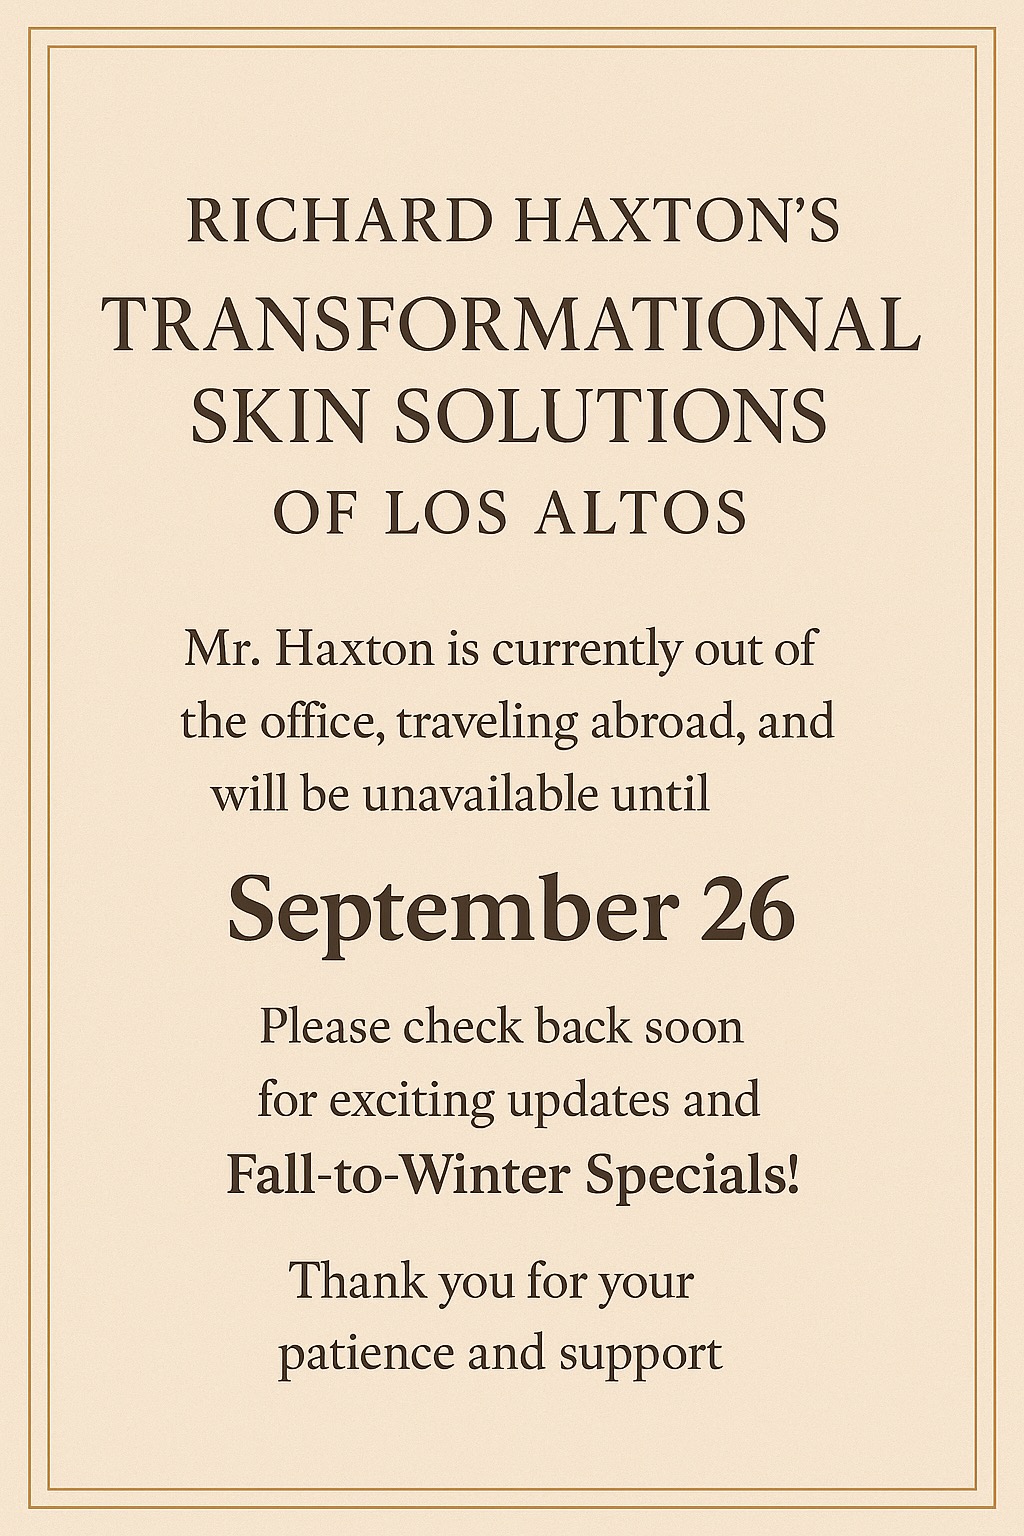 RICHARD HAXTON’S
TRANSFORMATIONAL
SKIN SOLUTIONS
OF LOS ALTOS
Mr. Haxton is currently out of
the office, traveling abroad, and
will be unavailable until
September 26
Please check back soon
for exciting updates and
Fall-to-Winter Specials!
Thank you for your
patience and support